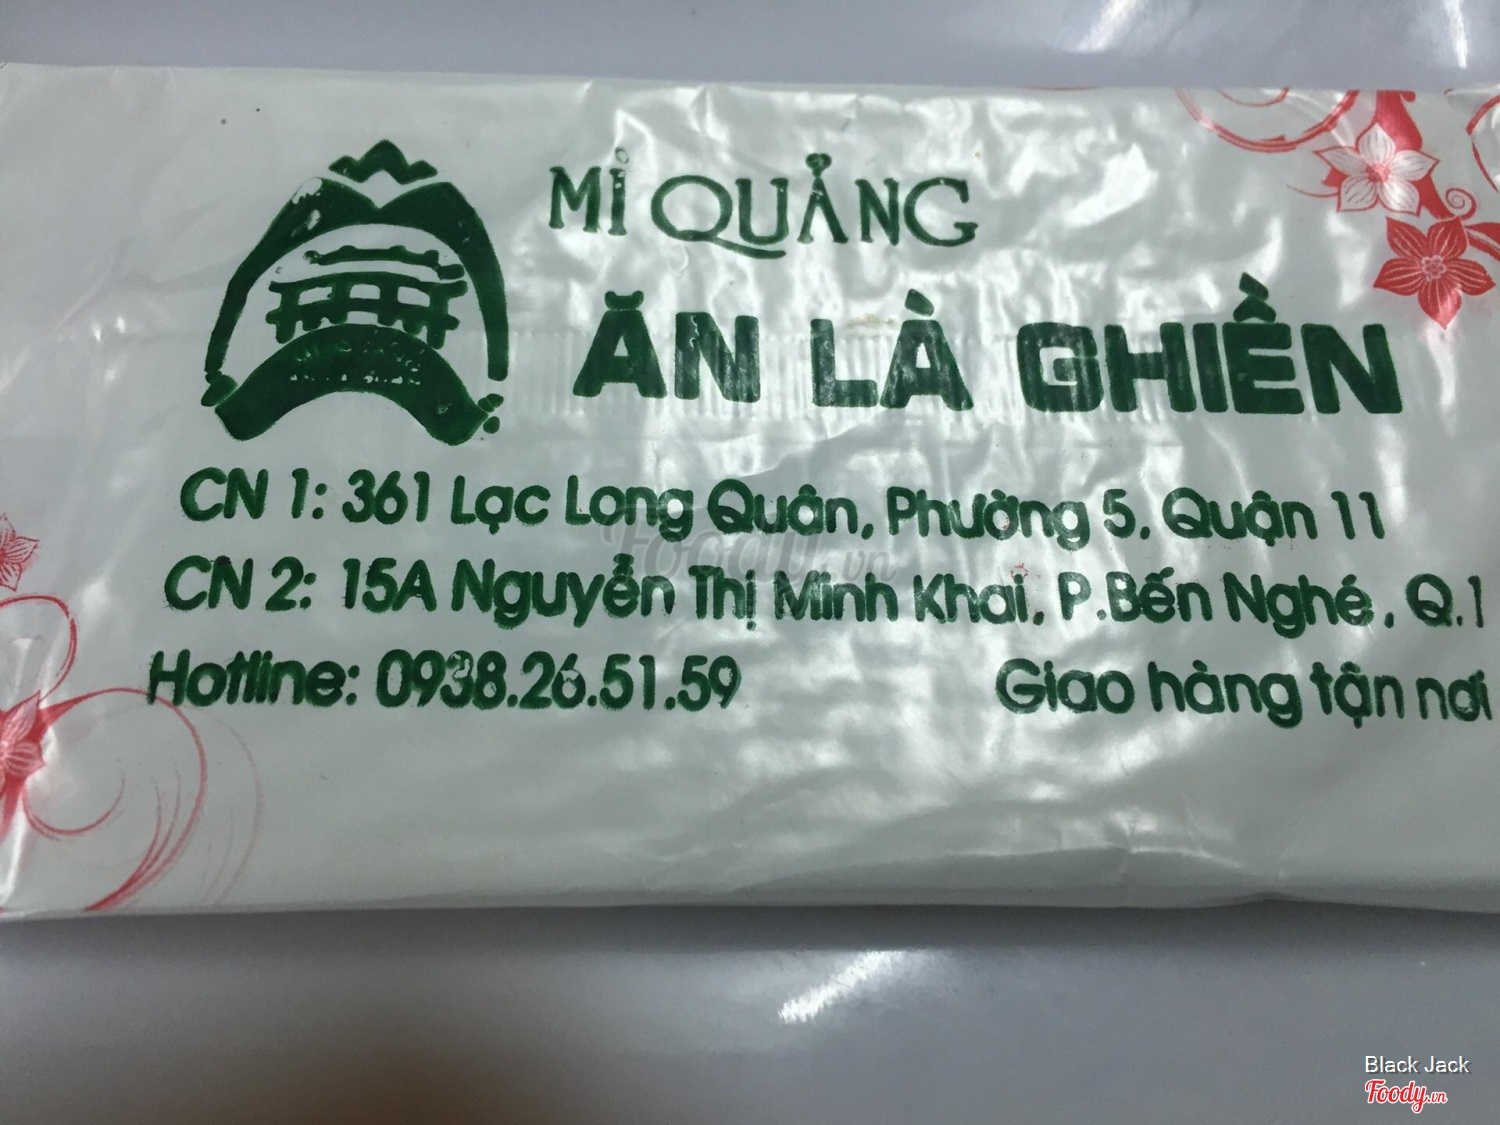 MÌ QUẢNG
ĂN LÀ GHIỀN
CN 1: 361 Lạc Long Quân, Phường 5, Quận 11
CN 2: 15A Nguyễn Thị Minh Khai, P.Bến Nghé, Q.1
Hotline: 0938.26.51.59 Giao hàng tận nơi
Foody.vn
Black Jack
Foody.vn